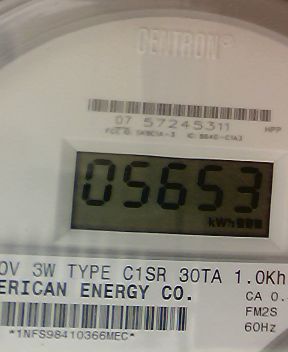 CENTRON®
07 57245311 HPP
05653
kWh
0V 3W TYPE C1SR 30TA 1.0Kh
ERICAN ENERGY CO.
CA 0.
FM2S
60Hz
*1NFS98410366MEC*